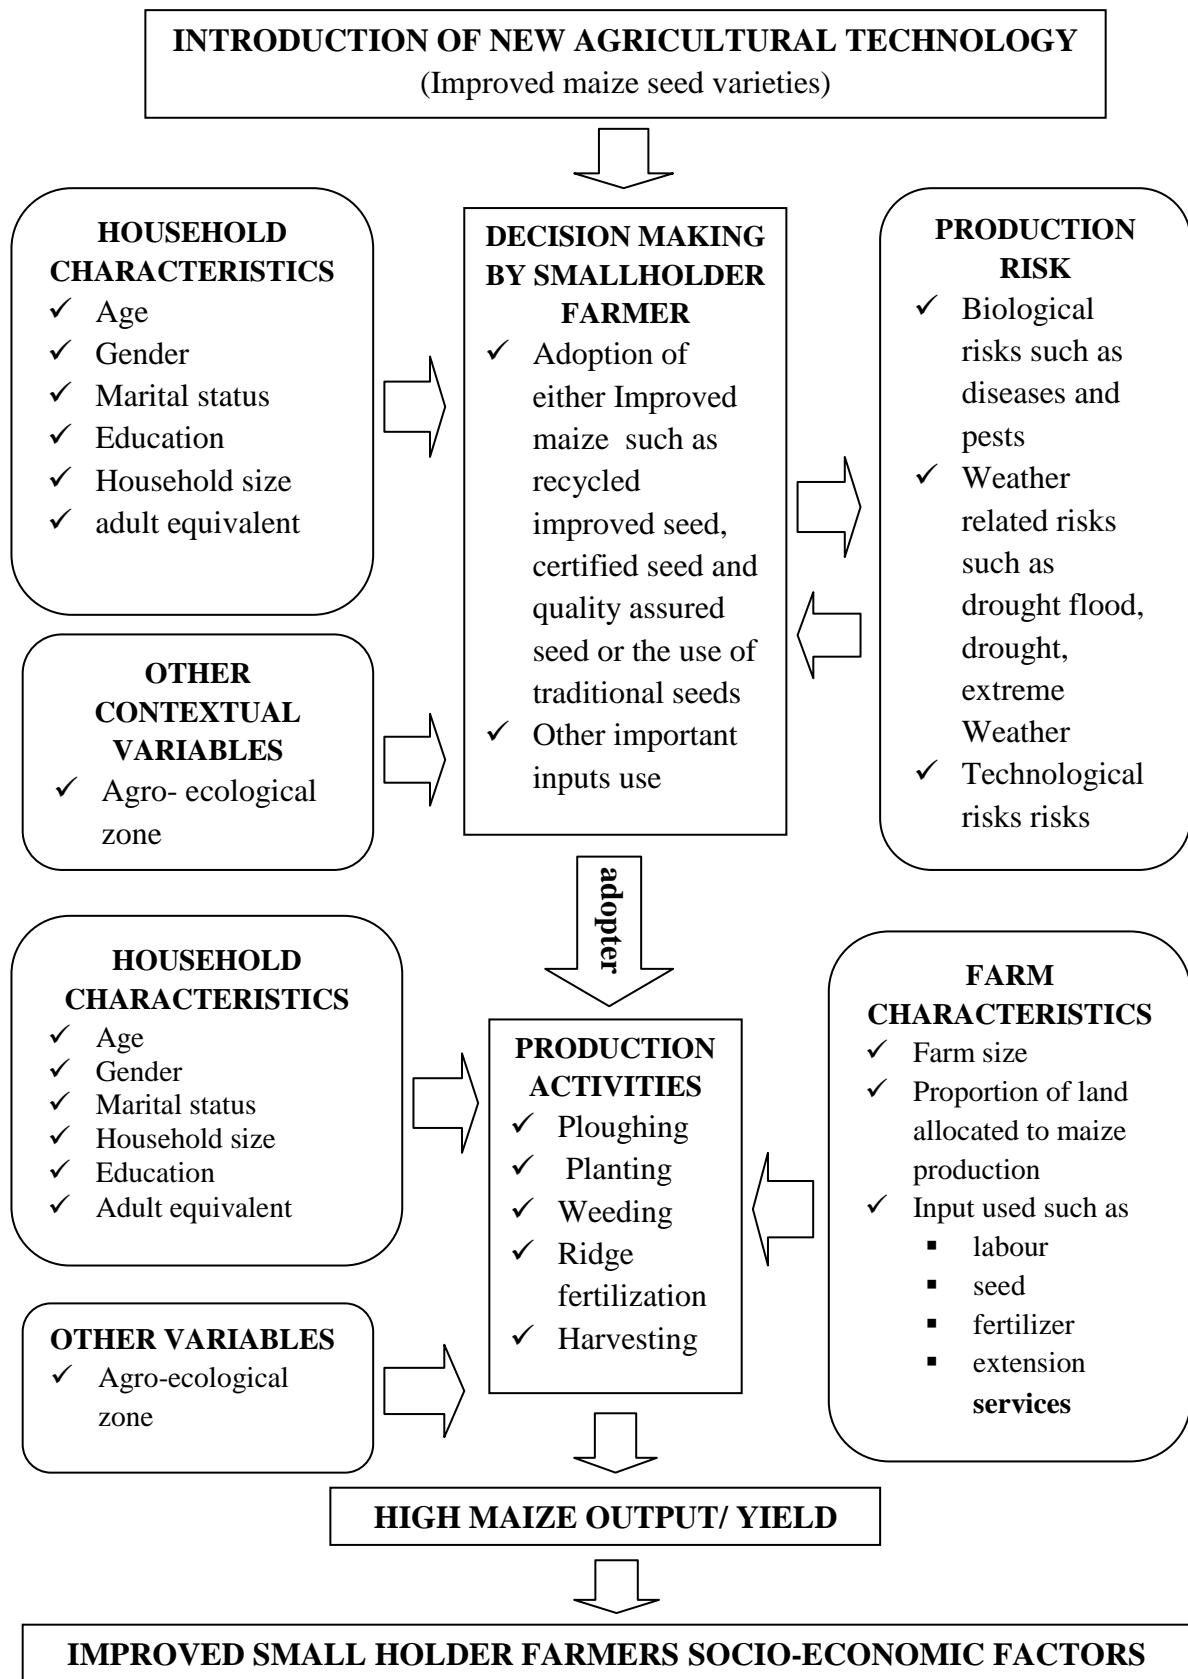 INTRODUCTION OF NEW AGRICULTURAL TECHNOLOGY
(Improved maize seed varieties)
HOUSEHOLD
CHARACTERISTICS
✓ Age
✓ Gender
✓ Marital status
✓ Education
✓ Household size
✓ adult equivalent
OTHER
CONTEXTUAL
VARIABLES
✓ Agro- ecological
zone
DECISION MAKING
BY SMALLHOLDER
FARMER
✓ Adoption of
either Improved
maize such as
recycled
improved seed,
certified seed and
quality assured
seed or the use of
traditional seeds
✓ Other important
inputs use
PRODUCTION
RISK
✓ Biological
risks such as
diseases and
pests
✓ Weather
related risks
such as
drought flood,
drought,
extreme
Weather
✓ Technological
risks risks
adopter
HOUSEHOLD
CHARACTERISTICS
✓ Age
✓ Gender
✓ Marital status
✓ Household size
✓ Education
✓ Adult equivalent
OTHER VARIABLES
✓ Agro-ecological
zone
PRODUCTION
ACTIVITIES
✓ Ploughing
✓ Planting
✓ Weeding
✓ Ridge
fertilization
✓ Harvesting
FARM
CHARACTERISTICS
✓ Farm size
✓ Proportion of land
allocated to maize
production
✓ Input used such as
▪ labour
▪ seed
▪ fertilizer
▪ extension
services
HIGH MAIZE OUTPUT/ YIELD
IMPROVED SMALL HOLDER FARMERS SOCIO-ECONOMIC FACTORS